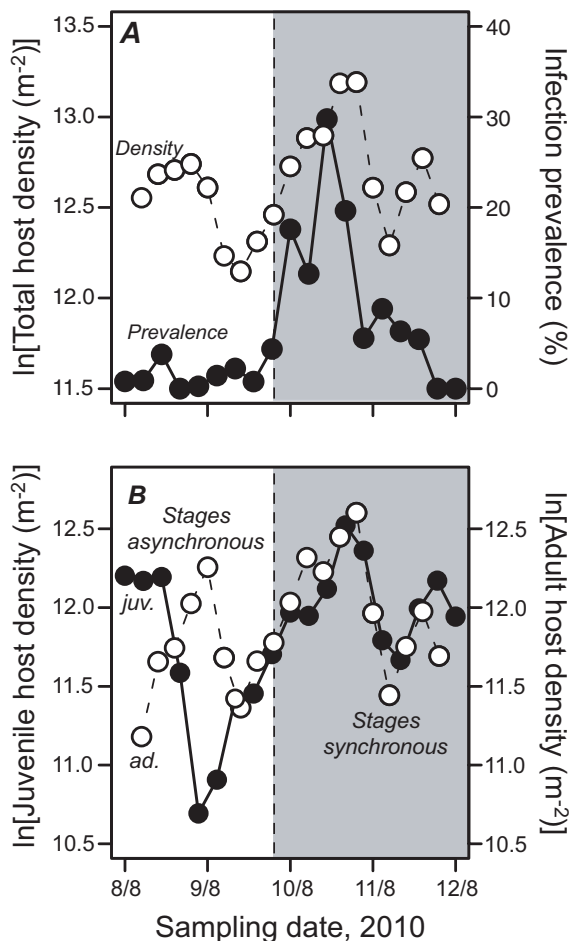 A
Density
Prevalence
13.5
13.0
12.5
12.0
11.5
ln[Total host density (m-2)]
40
30
20
10
0
Infection prevalence (%)
B
Stages
asynchronous
juv.
ad.
Stages
synchronous
12.5
12.0
11.5
11.0
10.5
ln[Juvenile host density (m-2)]
12.5
12.0
11.5
11.0
10.5
ln[Adult host density
(m-2)]
8/8 9/8 10/8 11/8 12/8
Sampling date, 2010